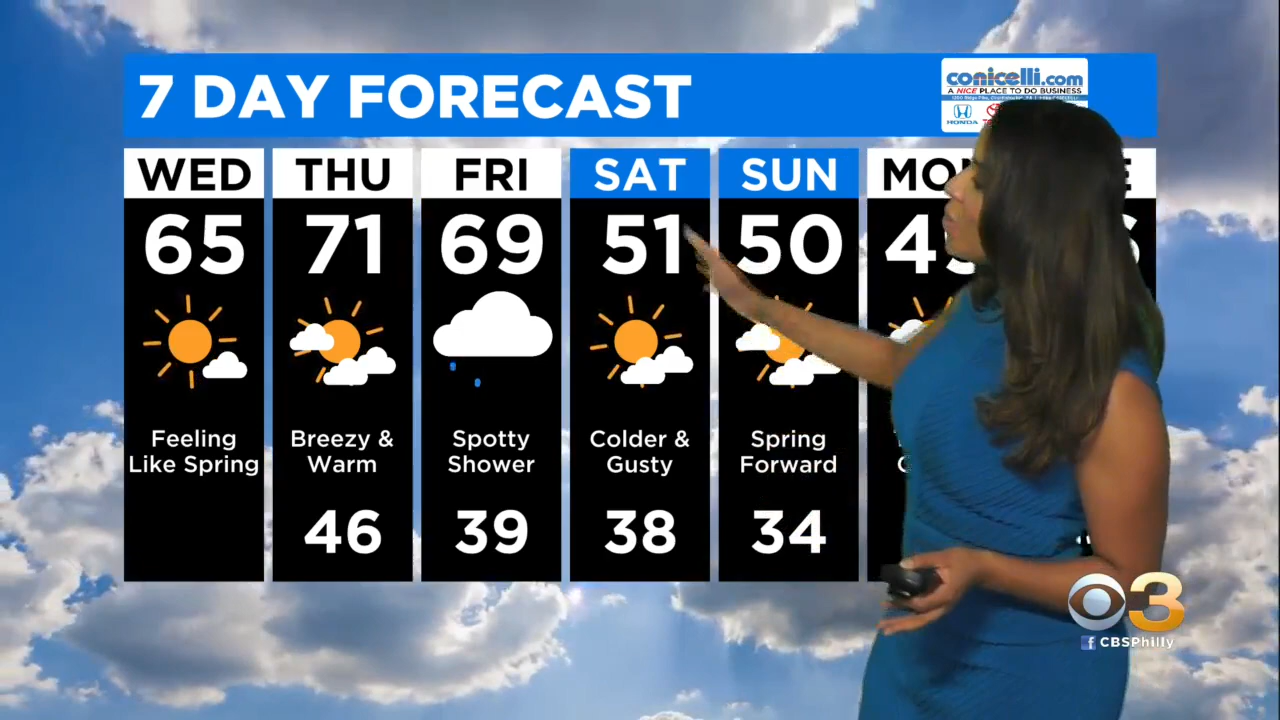 7 DAY FORECAST
conicelli.com
A NICE PLACE TO DO BUSINESS
HONDA
WED
THU
FRI
SAT
SUN
65
71
69
51
50
Feeling
Like Spring
Breezy &
Warm
Spotty
Shower
Colder &
Gusty
Spring
Forward
46
39
38
34
3
CBSPhilly